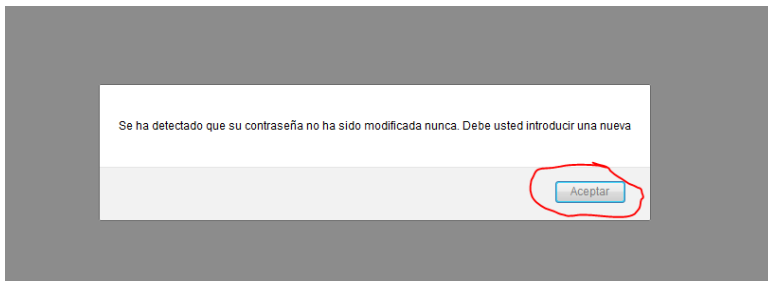 Se ha detectado que su contraseña no ha sido modificada nunca. Debe usted introducir una nueva
Aceptar